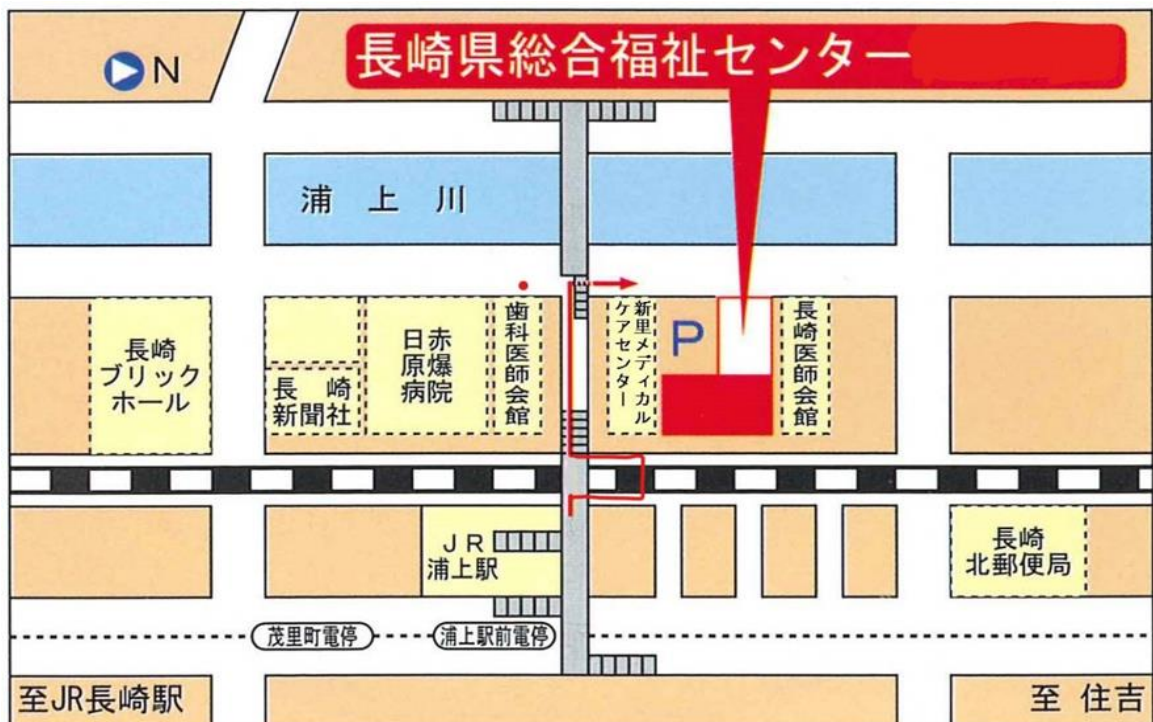 N
長崎県総合福祉センター
浦上川
長崎
ブリック
ホール
長崎
新聞社
日赤
原爆
病院
歯科医師会館
新里メディカル
ケアセンター
P
長崎医師会館
JR
浦上駅
長崎
北郵便局
茂里町電停
浦上駅前電停
至JR長崎駅
至 住吉